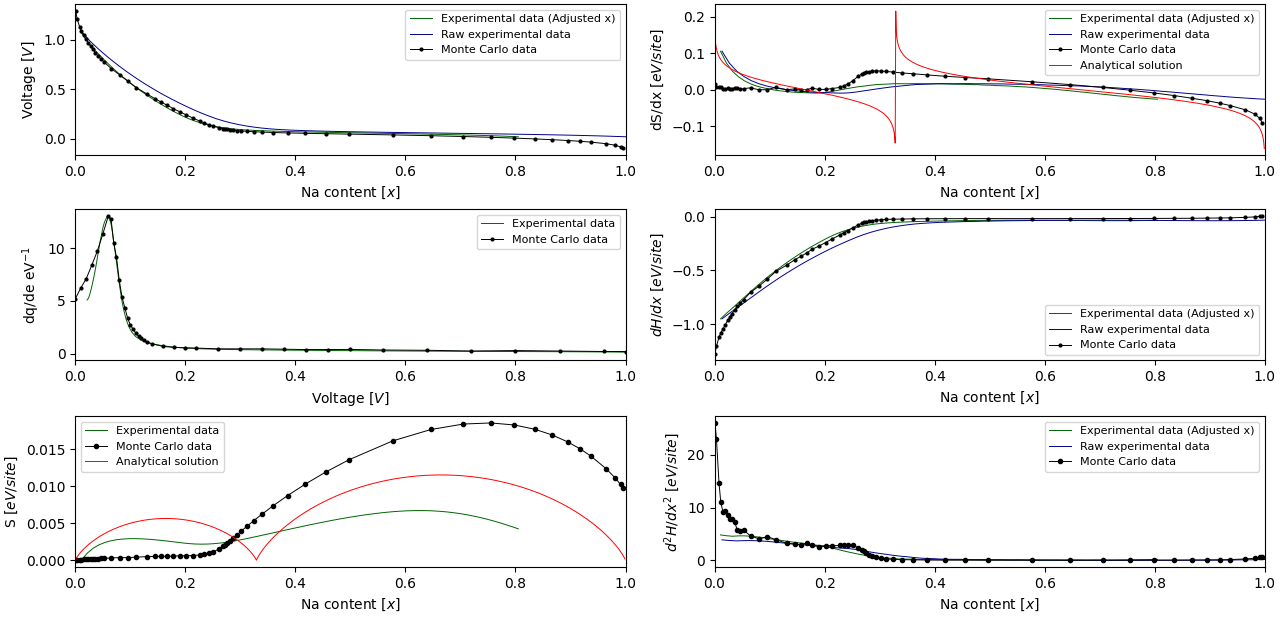 Voltage [V]
1.0
0.5
0.0
Experimental data (Adjusted x)
Raw experimental data
Monte Carlo data
0.0 0.2 0.4 0.6 0.8 1.0
Na content [x]
dS/dx [eV/site]
0.2
0.1
0.0
−0.1
Experimental data (Adjusted x)
Raw experimental data
Monte Carlo data
Analytical solution
0.0 0.2 0.4 0.6 0.8 1.0
Na content [x]
dq/de eV⁻¹
10
5
0
Experimental data
Monte Carlo data
0.0 0.2 0.4 0.6 0.8 1.0
Voltage [V]
dH/dx [eV/site]
0.0
−0.5
−1.0
Experimental data (Adjusted x)
Raw experimental data
Monte Carlo data
0.0 0.2 0.4 0.6 0.8 1.0
Na content [x]
S [eV/site]
0.015
0.010
0.005
0.000
Experimental data
Monte Carlo data
Analytical solution
0.0 0.2 0.4 0.6 0.8 1.0
Na content [x]
d²H/dx² [eV/site]
20
10
0
Experimental data (Adjusted x)
Raw experimental data
Monte Carlo data
0.0 0.2 0.4 0.6 0.8 1.0
Na content [x]